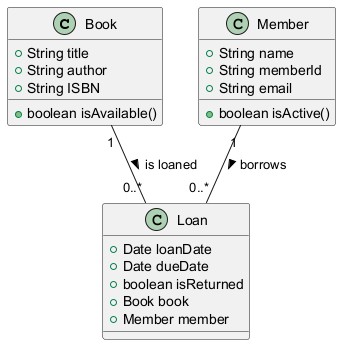 C Book
String title
String author
String ISBN
boolean isAvailable()
C Member
String name
String memberId
String email
boolean isActive()
1
1
is loaned
borrows
0..*
0..*
C Loan
Date loanDate
Date dueDate
boolean isReturned
Book book
Member member